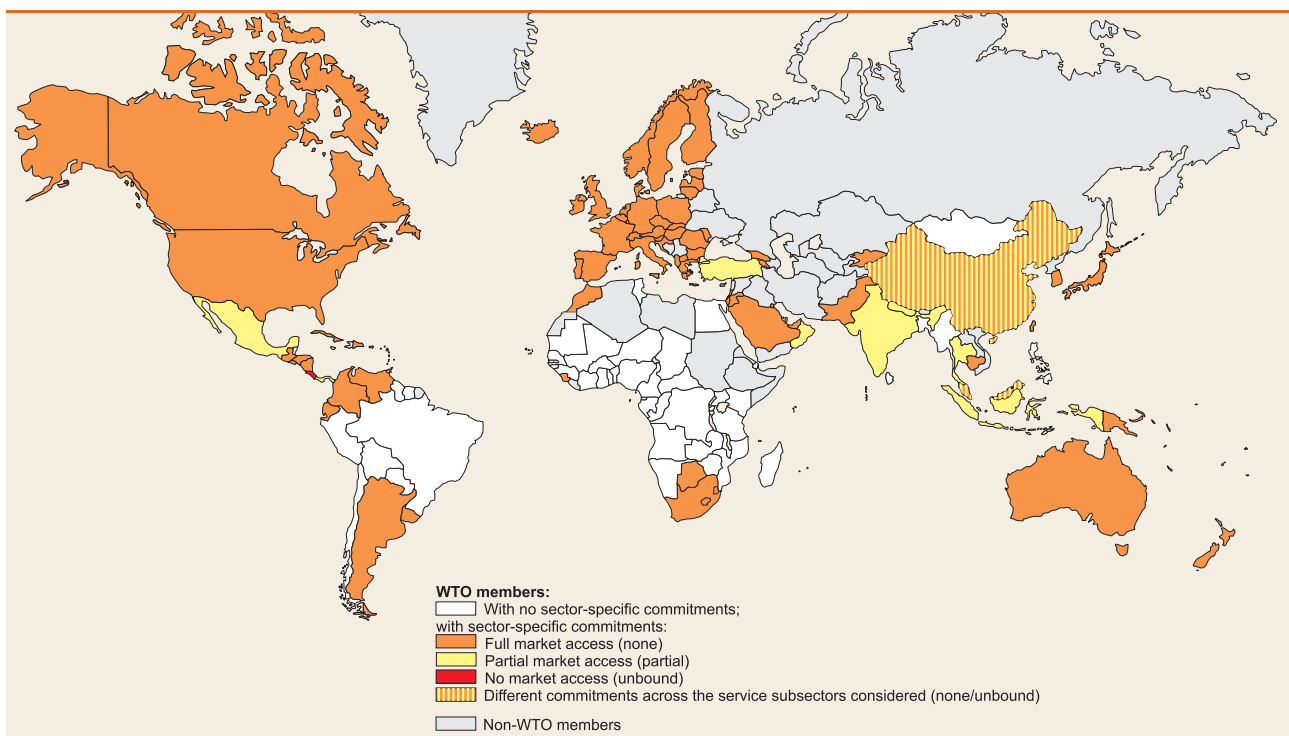 WTO members:
With no sector-specific commitments;
with sector-specific commitments:
Full market access (none)
Partial market access (partial)
No market access (unbound)
Different commitments across the service subsectors considered (none/unbound)
Non-WTO members